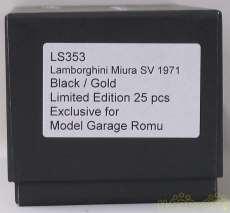 LS353
Lamborghini Miura SV 1971
Black / Gold
Limited Edition 25 pcs
Exclusive for
Model Garage Romu